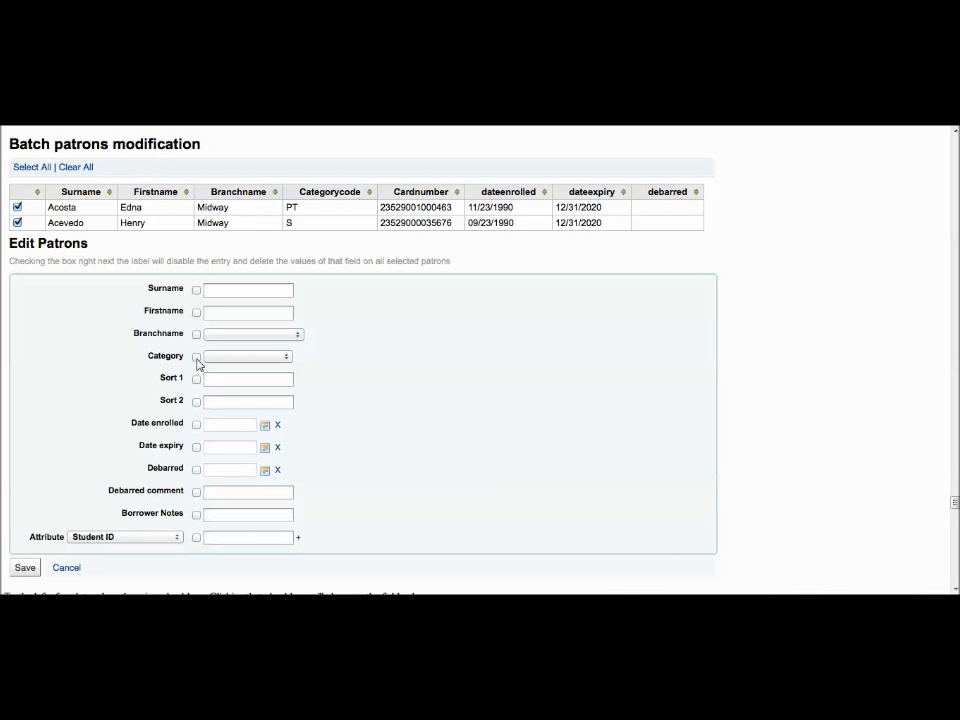 Batch patrons modification
Select All | Clear All
Surname Firstname Branchname Categorycode Cardnumber dateenrolled dateexpiry debarred
Acosta Edna Midway PT 23529001000463 11/23/1990 12/31/2020
Acevedo Henry Midway S 23529000035676 09/23/1990 12/31/2020
Edit Patrons
Checking the box right next the label will disable the entry and delete the values of that field on all selected patrons
Surname
Firstname
Branchname
Category
Sort 1
Sort 2
Date enrolled X
Date expiry X
Debarred X
Debarred comment
Borrower Notes
Attribute Student ID +
Save Cancel